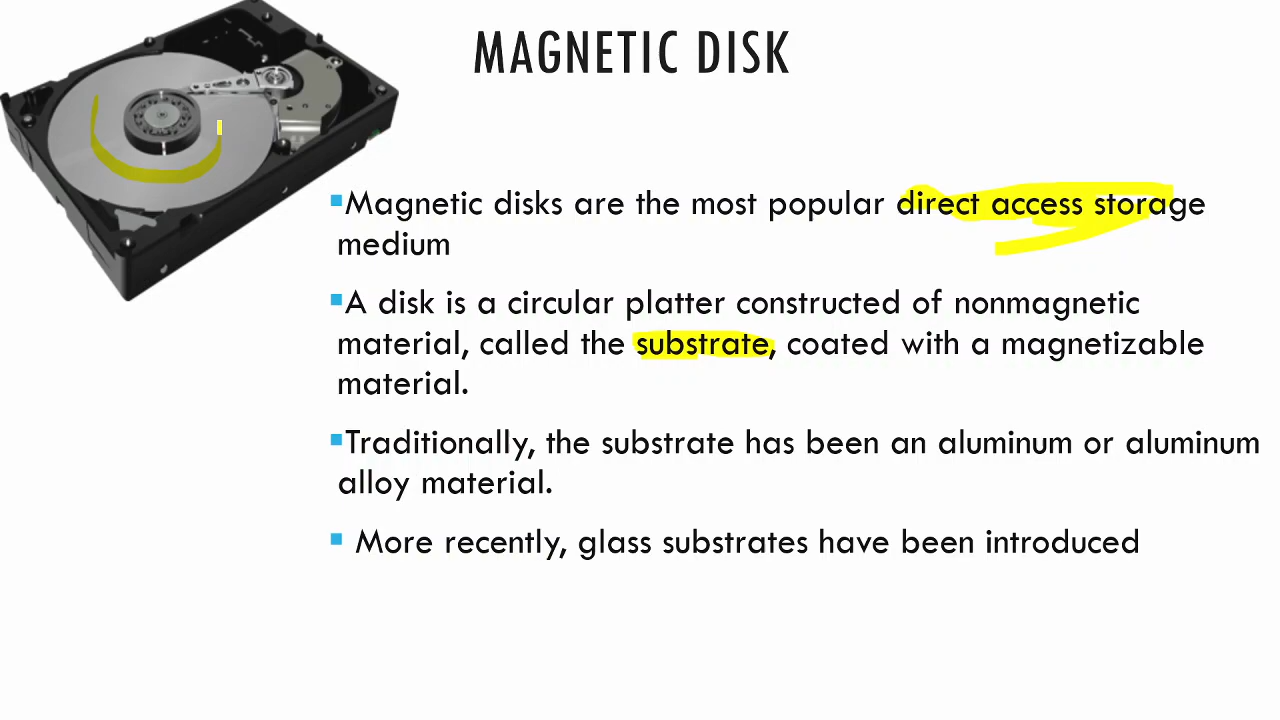 MAGNETIC DISK
▪Magnetic disks are the most popular direct access storage
medium
▪A disk is a circular platter constructed of nonmagnetic
material, called the substrate, coated with a magnetizable
material.
▪Traditionally, the substrate has been an aluminum or aluminum
alloy material.
▪ More recently, glass substrates have been introduced